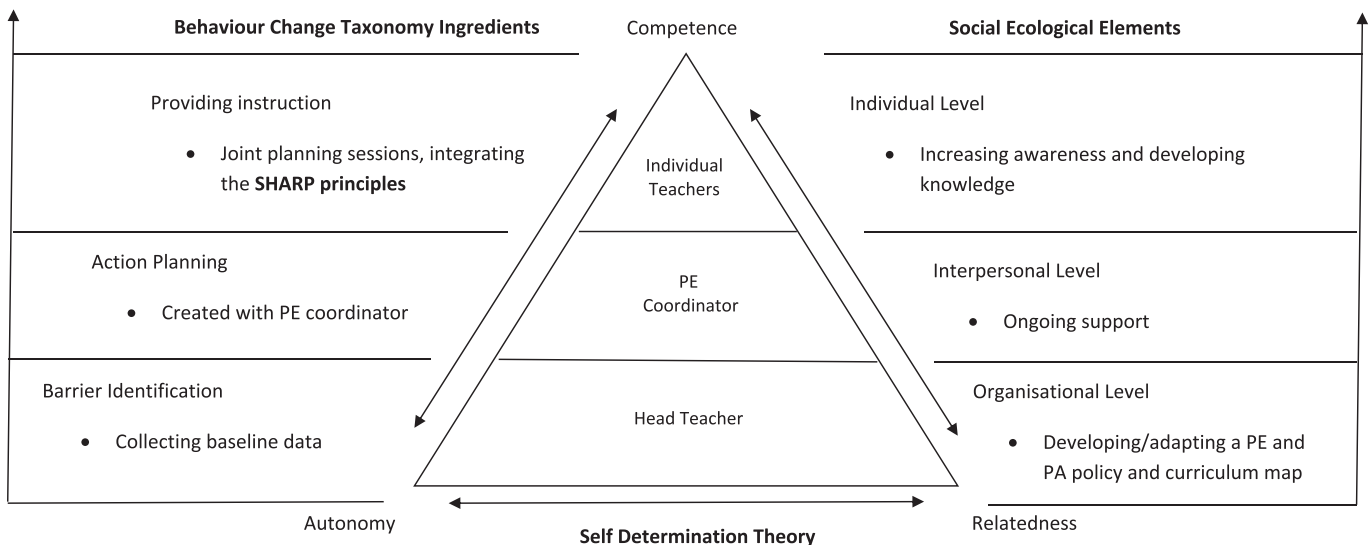 Behaviour Change Taxonomy Ingredients
Competence
Social Ecological Elements
Providing instruction
• Joint planning sessions, integrating
the SHARP principles
Individual
Teachers
Individual Level
• Increasing awareness and developing
knowledge
Action Planning
• Created with PE coordinator
PE
Coordinator
Interpersonal Level
• Ongoing support
Barrier Identification
• Collecting baseline data
Head Teacher
Organisational Level
• Developing/adapting a PE and
PA policy and curriculum map
Autonomy
Self Determination Theory
Relatedness